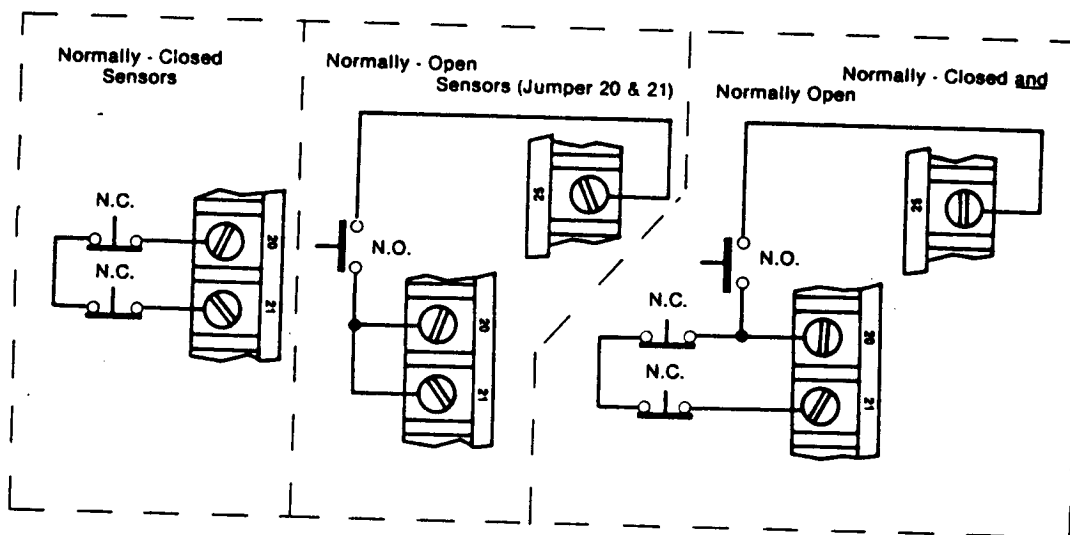 Normally - Closed
Sensors
N.C.
N.C.
20
21
Normally - Open
Sensors (Jumper 20 & 21)
25
N.O.
20
21
Normally - Closed and
Normally Open
25
N.O.
N.C.
N.C.
20
21